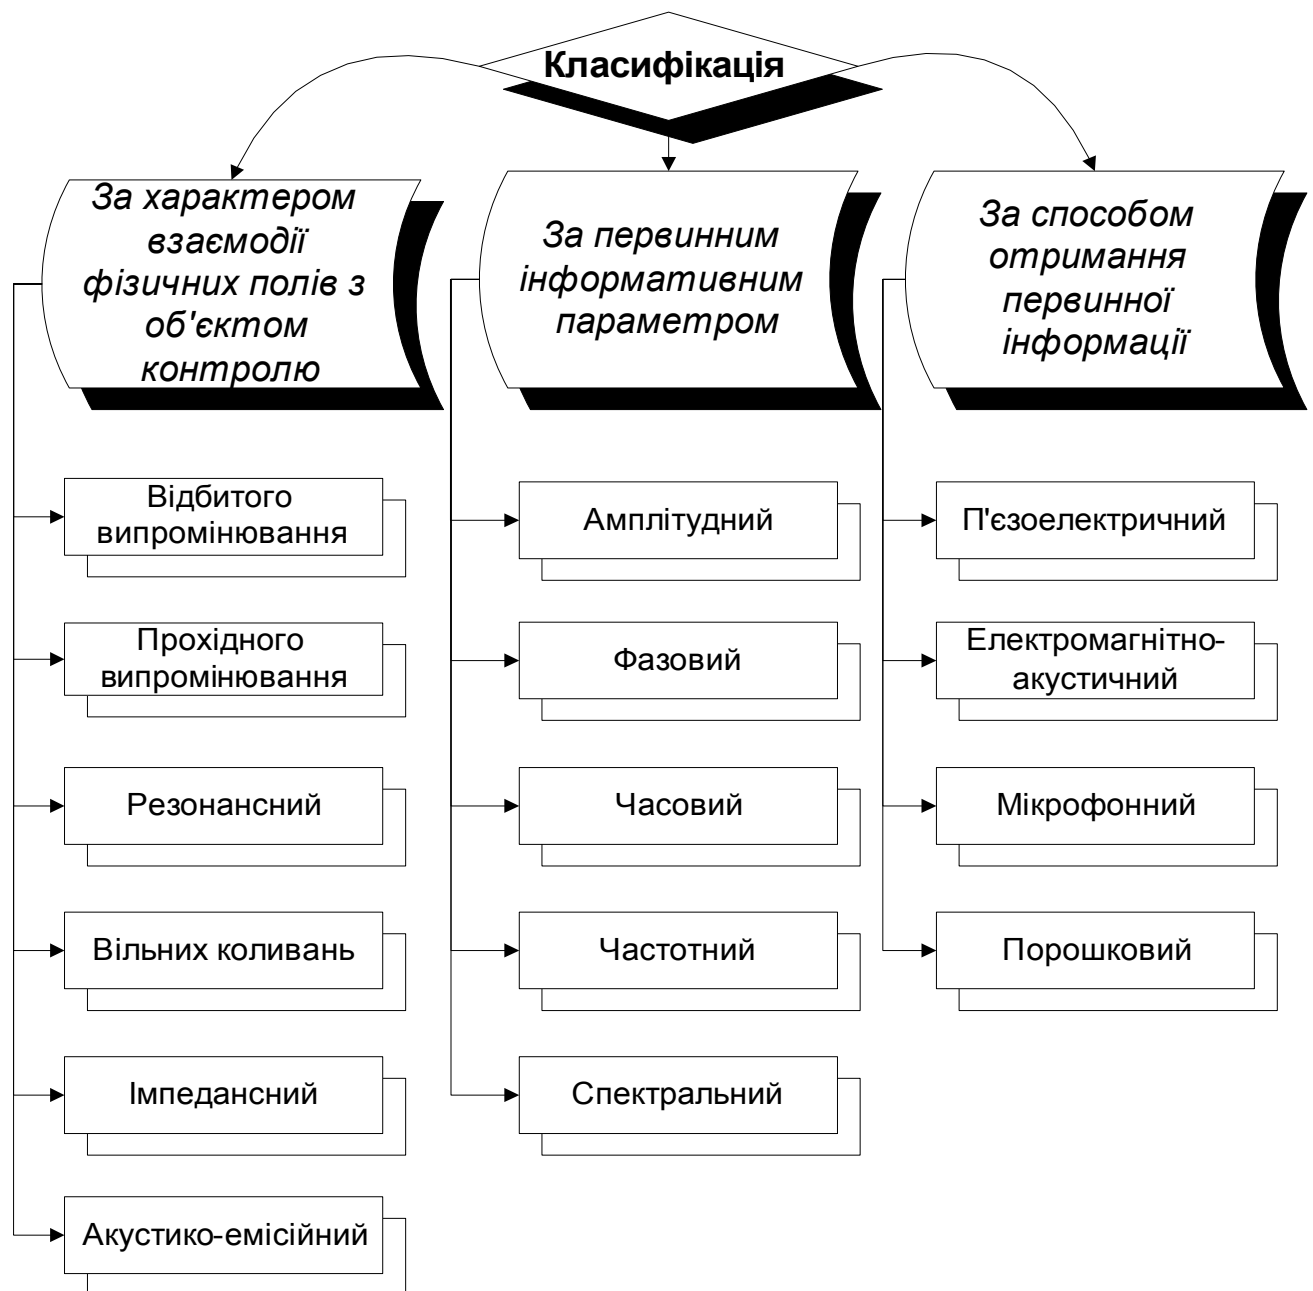 Класифікація
За характером
взаємодії
фізичних полів з
об'єктом
контролю
За первинним
інформативним
параметром
За способом
отримання
первинної
інформації
Відбитого
випромінювання
Прохідного
випромінювання
Резонансний
Вільних коливань
Імпедансний
Акустико-емісійний
Амплітудний
Фазовий
Часовий
Частотний
Спектральний
П'єзоелектричний
Електромагнітно-
акустичний
Мікрофонний
Порошковий